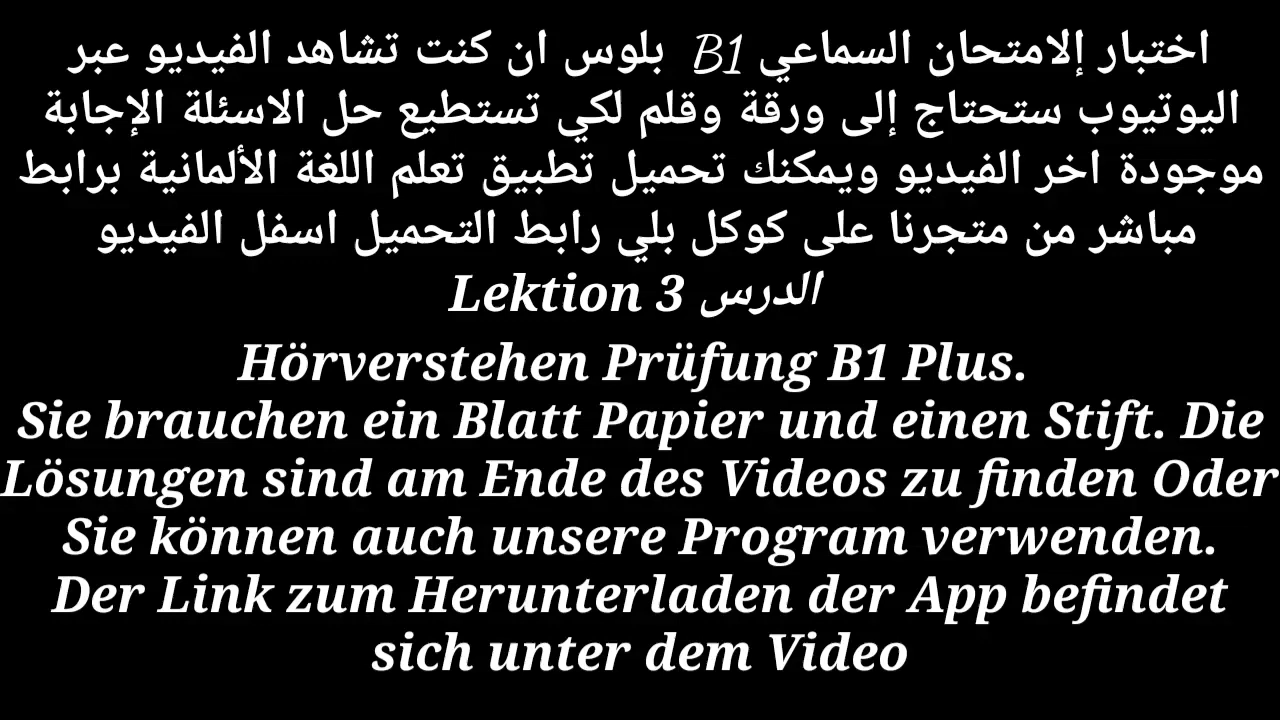 اختبار إلامتحان السماعي B1 بلوس ان كنت تشاهد الفيديو عبر
اليوتيوب ستحتاج إلى ورقة وقلم لكي تستطيع حل الاسئلة الإجابة
موجودة اخر الفيديو ويمكنك تحميل تطبيق تعلم اللغة الألمانية برابط
مباشر من متجرنا على كوكل بلي رابط التحميل اسفل الفيديو
Lektion 3 الدرس
Hörverstehen Prüfung B1 Plus.
Sie brauchen ein Blatt Papier und einen Stift. Die
Lösungen sind am Ende des Videos zu finden Oder
Sie können auch unsere Program verwenden.
Der Link zum Herunterladen der App befindet
sich unter dem Video